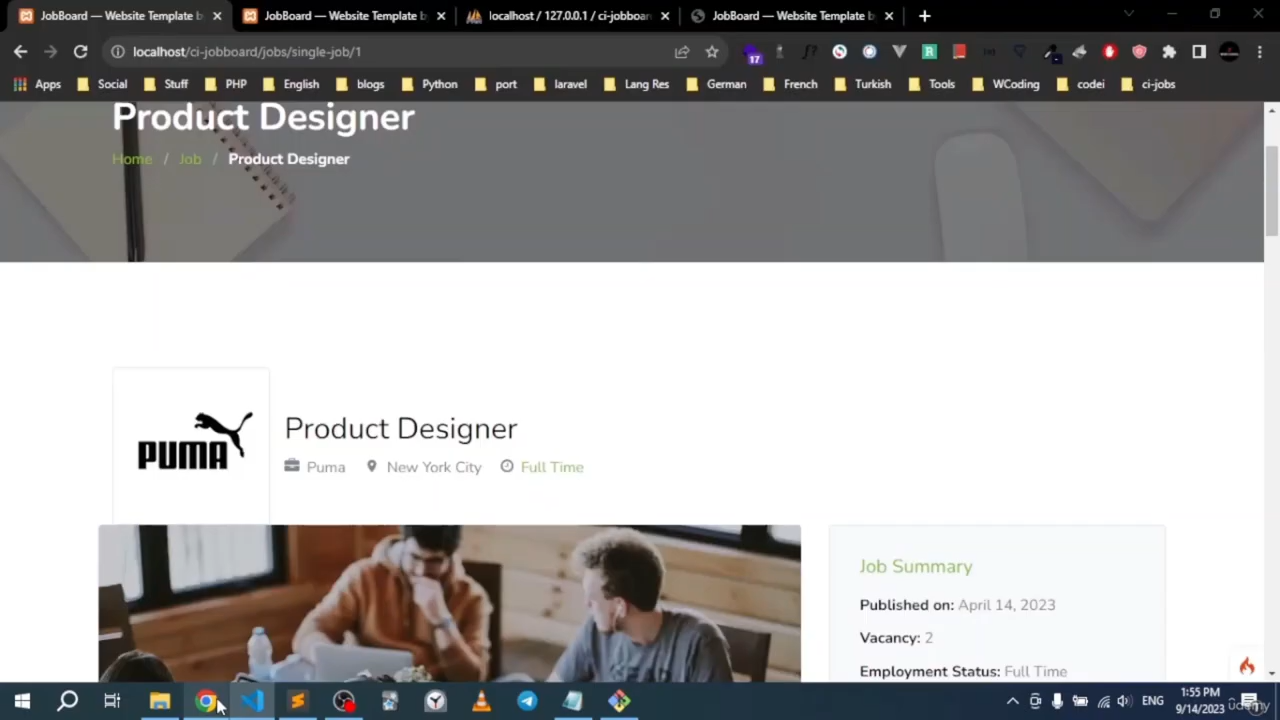 JobBoard — Website Template b
JobBoard — Website Template b
localhost / 127.0.0.1 / ci-jobboar
JobBoard — Website Template b
localhost/ci-jobboard/jobs/single-job/1
17
Apps
Social
Stuff
PHP
English
blogs
Python
port
laravel
Lang Res
German
French
Turkish
Tools
WCoding
codei
ci-jobs
Product Designer
Home / Job / Product Designer
PUMA
Product Designer
Puma
New York City
Full Time
Job Summary
Published on: April 14, 2023
Vacancy: 2
Employment Status: Full Time
ENG
1:55 PM
9/14/2023
udemy